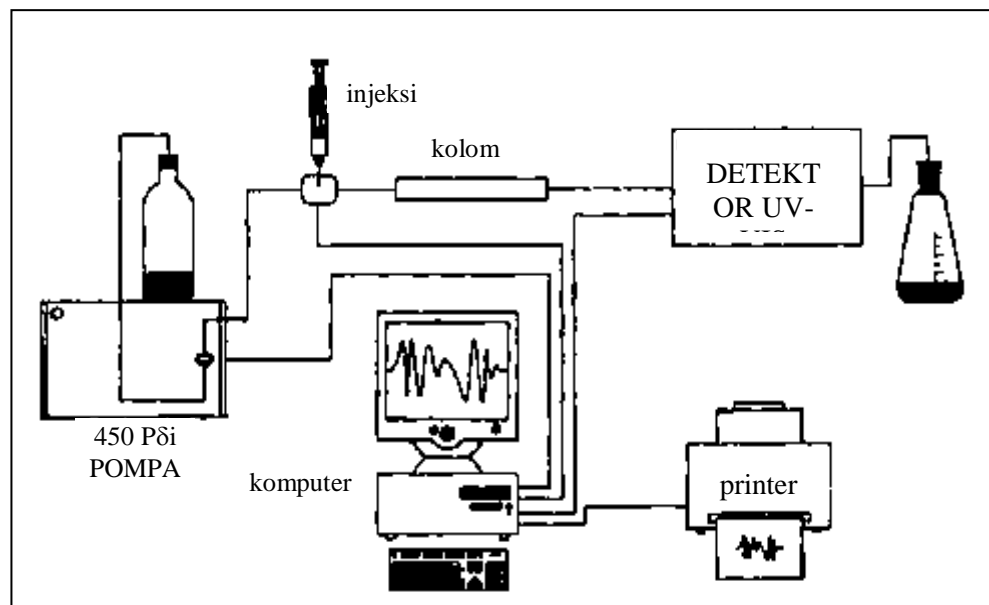 injeksi
kolom
DETEKT
OR UV-
450 Pδi
POMPA
komputer
printer